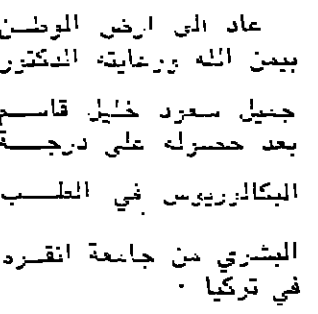 عاد الى ارض الوطن
بيمن الله ورعايته الدكتور
جميل سعود خليل قاسم
بعد حصوله على درجة
البكالوريوس في الطب
البشري من جامعة انقرة
في تركيا .